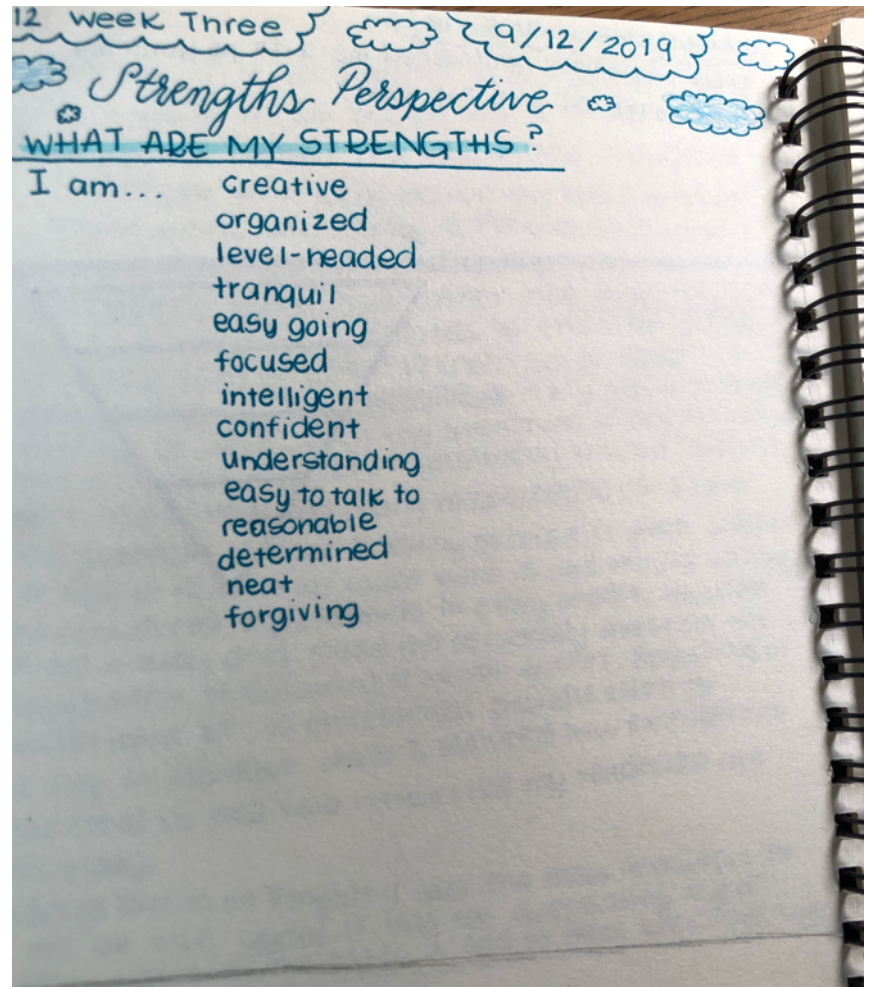 12 Week Three
9/12/2019
Strengths Perspective
WHAT ARE MY STRENGTHS?
I am... creative
organized
level-headed
tranquil
easy going
focused
intelligent
confident
understanding
easy to talk to
reasonable
determined
neat
forgiving